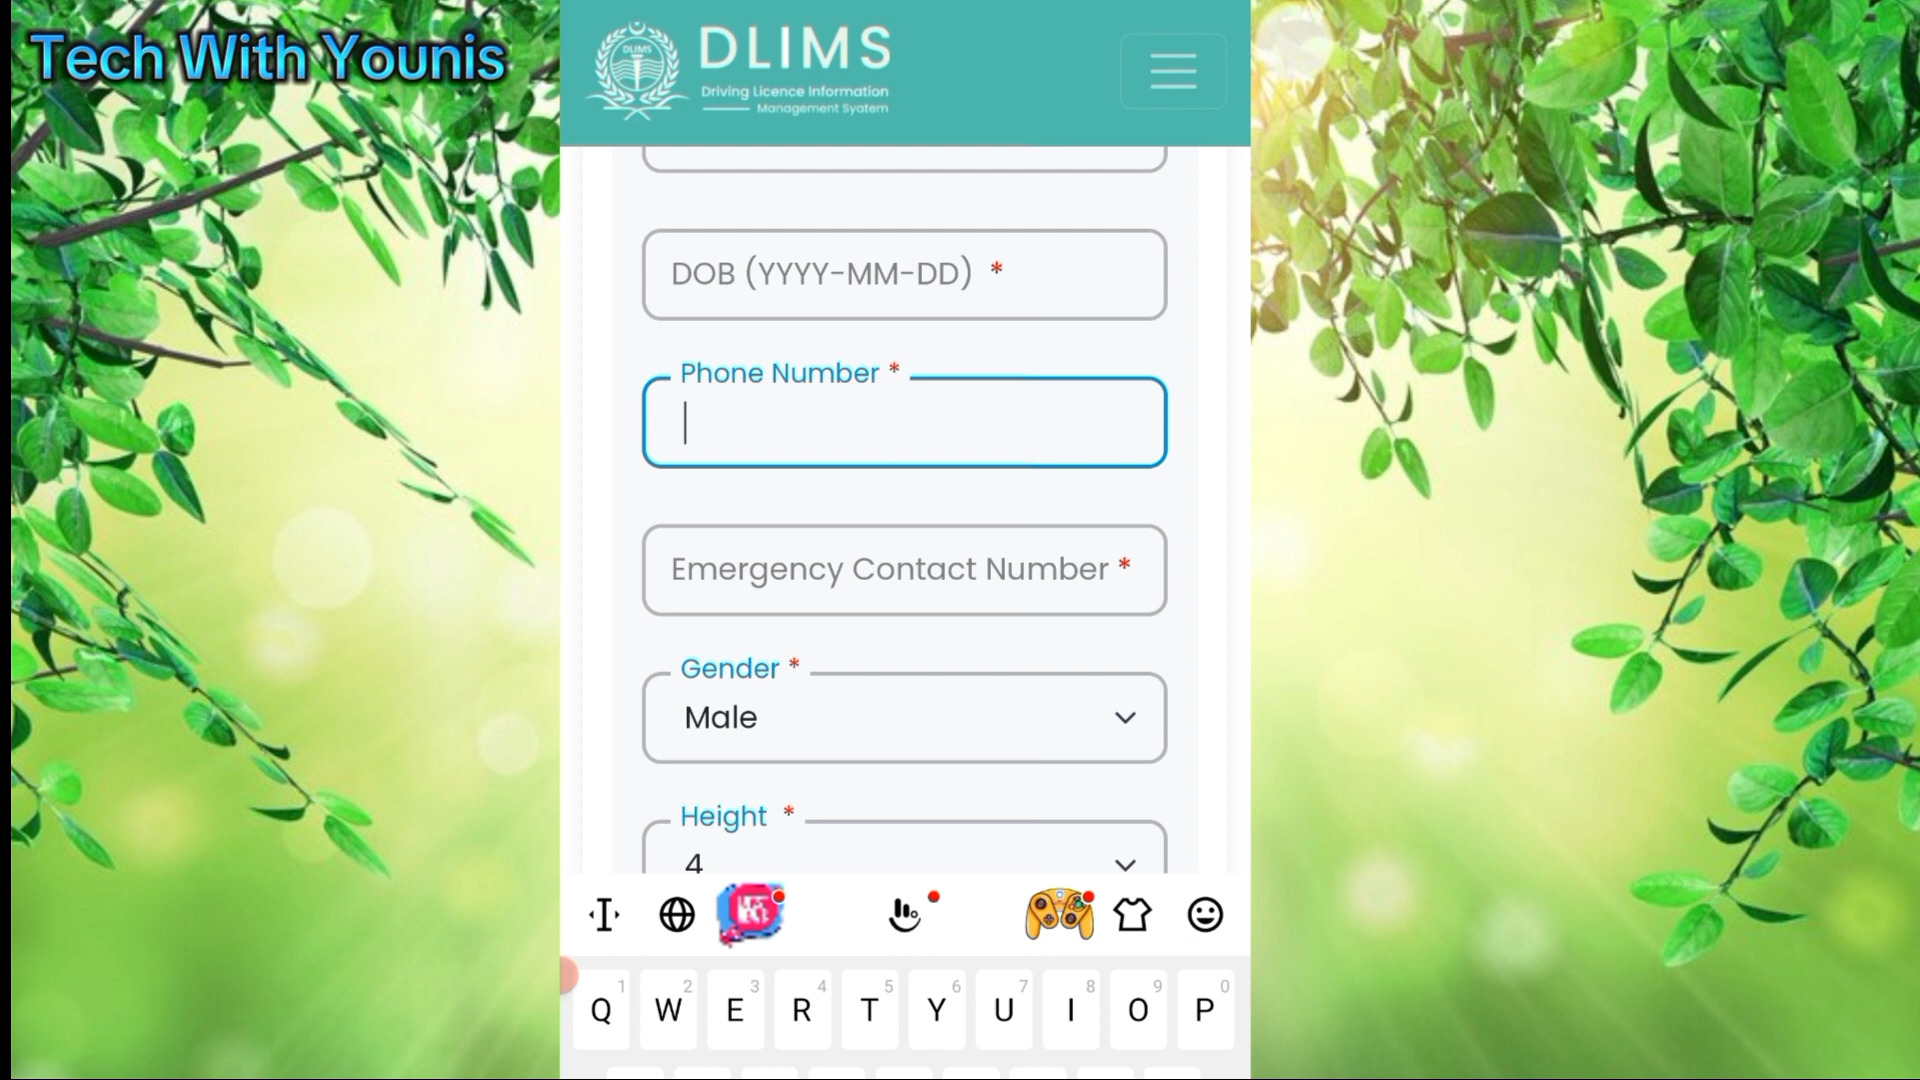 Tech With Younis
DLIMS
DLIMS
Driving Licence Information
Management System
DOB (YYYY-MM-DD) *
Phone Number *
Emergency Contact Number *
Gender *
Male
Height *
4
1 2 3 4 5 6 7 8 9 0
Q W E R T Y U I O P